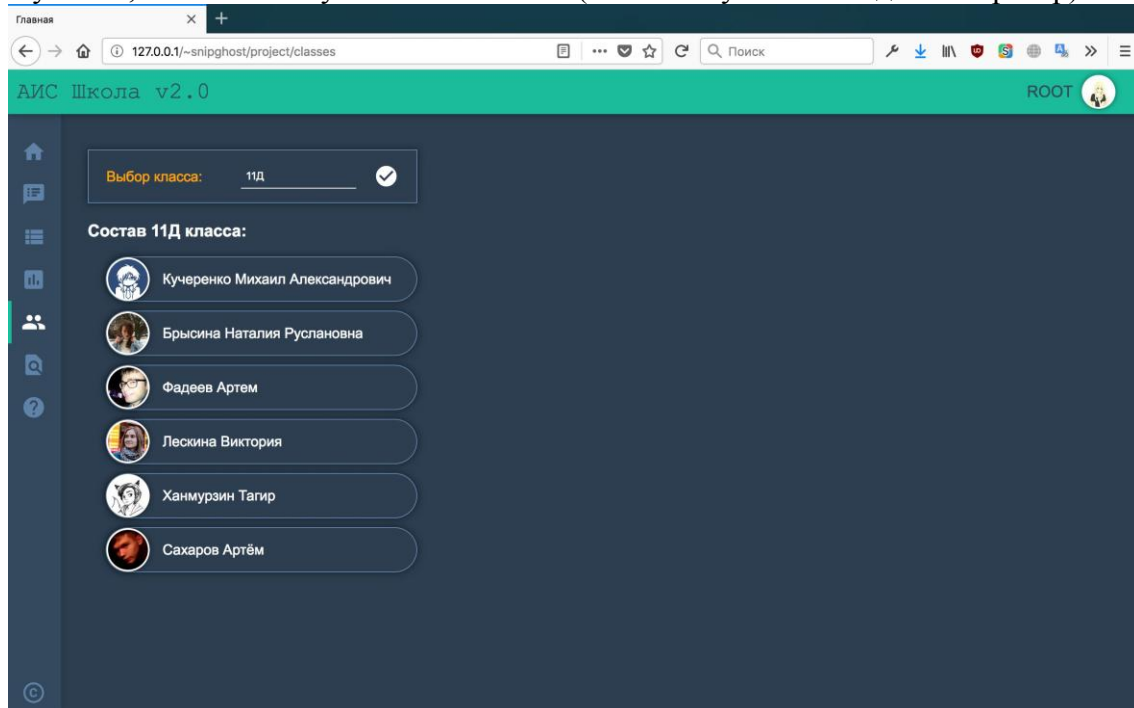 Главная
127.0.0.1/~snipghost/project/classes
Поиск
АИС Школа v2.0
ROOT
Выбор класса: 11Д
Состав 11Д класса:
Кучеренко Михаил Александрович
Брысина Наталия Руслановна
Фадеев Артем
Лескина Виктория
Ханмурзин Тагир
Сахаров Артём